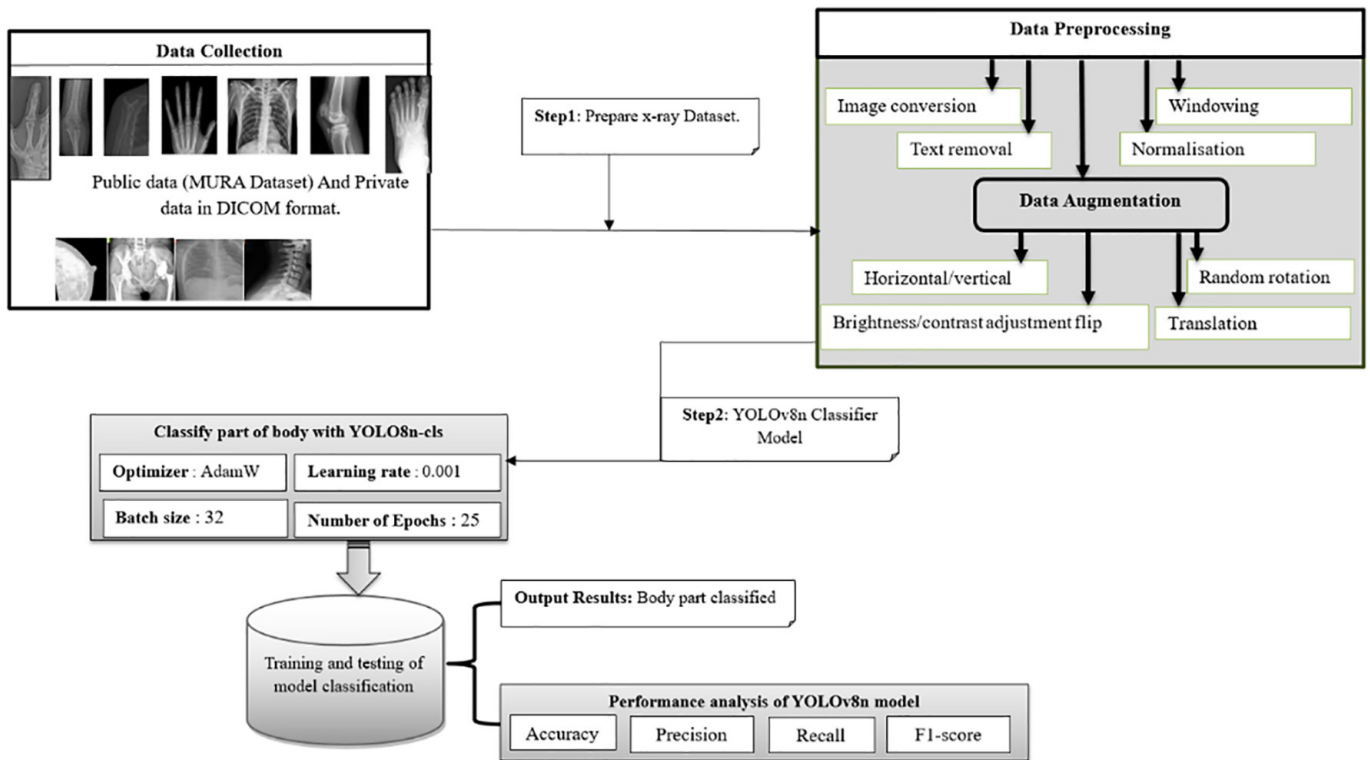 Data Collection
Public data (MURA Dataset) And Private
data in DICOM format.
Step1: Prepare x-ray Dataset.
Data Preprocessing
Image conversion
Windowing
Text removal
Normalisation
Data Augmentation
Horizontal/vertical
Random rotation
Brightness/contrast adjustment flip
Translation
Step2: YOLOv8n Classifier
Model
Classify part of body with YOLO8n-cls
Optimizer : AdamW
Learning rate : 0.001
Batch size : 32
Number of Epochs : 25
Training and testing of
model classification
Output Results: Body part classified
Performance analysis of YOLOv8n model
Accuracy
Precision
Recall
F1-score